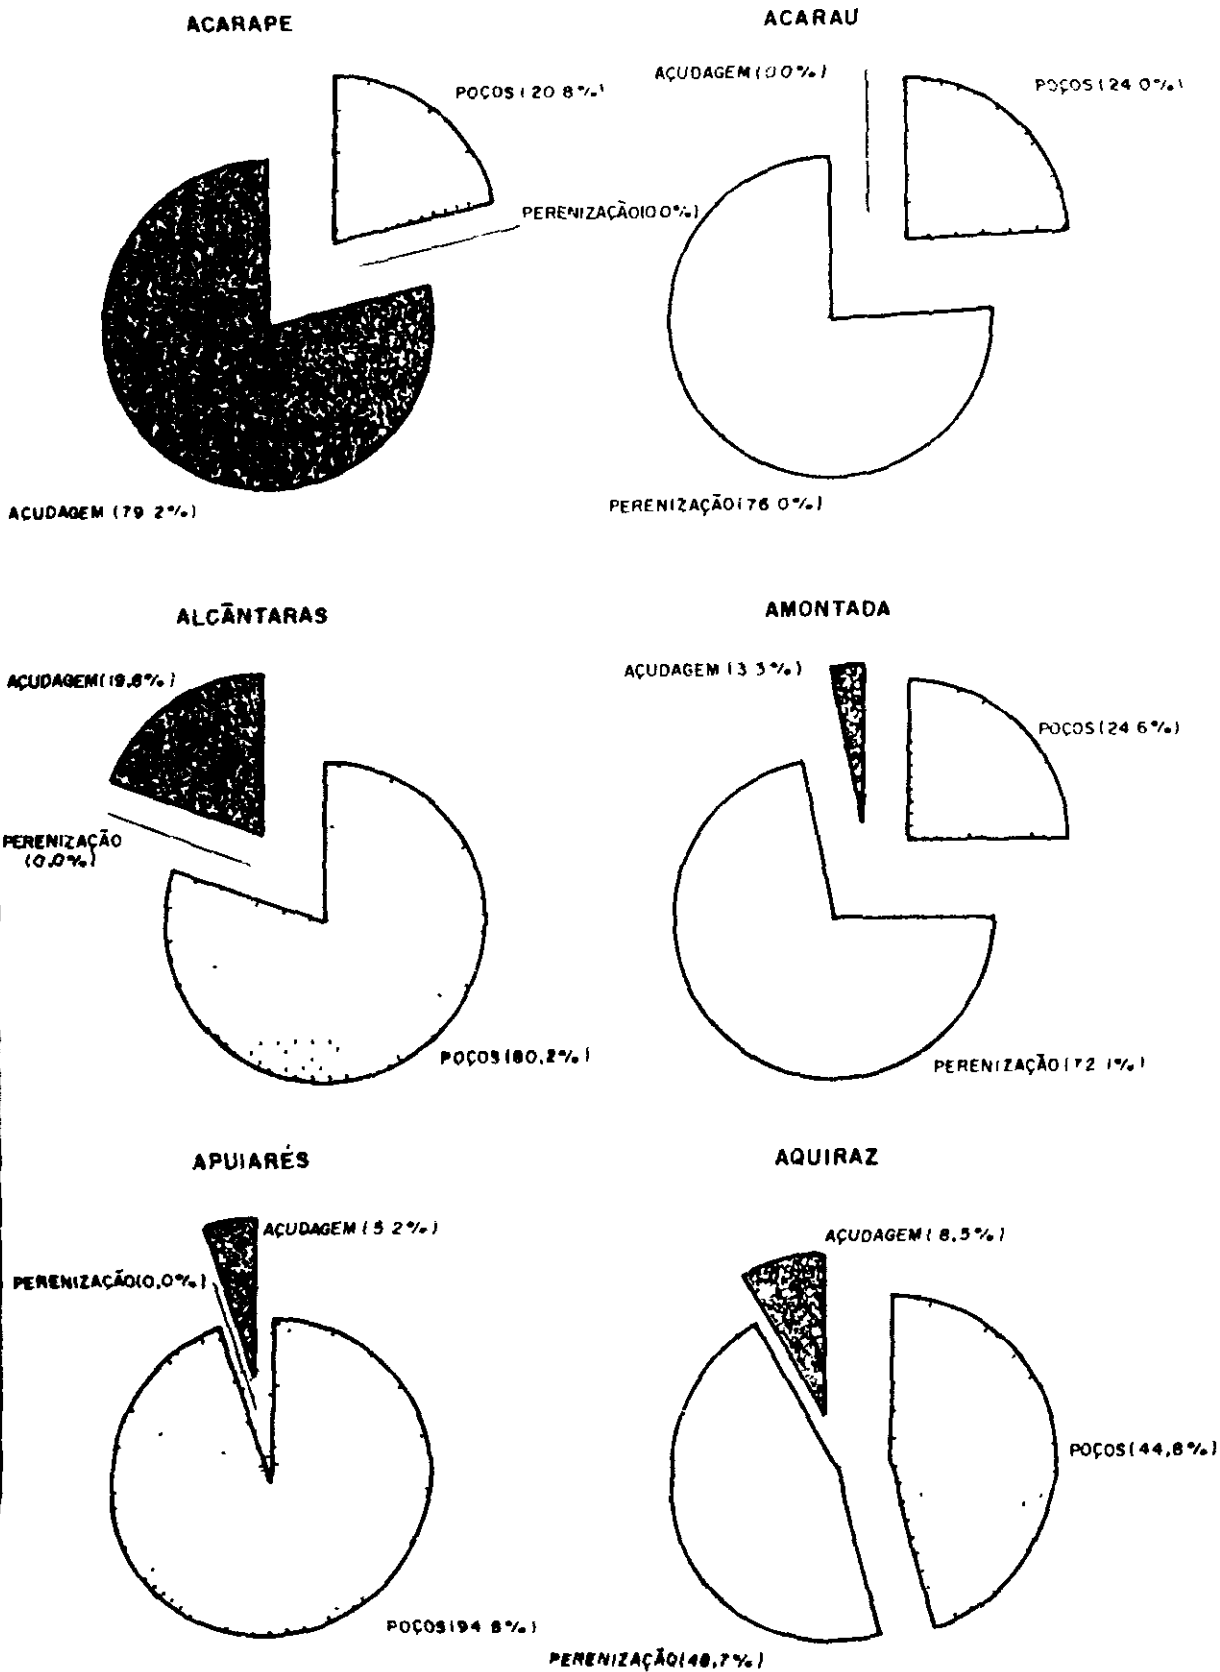 ACARAPE
POÇOS (20 8%)
PERENIZAÇÃO(0 0%)
AÇUDAGEM (79 2%)
ACARAÚ
AÇUDAGEM (0 0%)
POÇOS (24 0%)
PERENIZAÇÃO (76 0%)
ALCÂNTARAS
AÇUDAGEM (19,8%)
PERENIZAÇÃO
(0,0%)
POÇOS (80,2%)
AMONTADA
AÇUDAGEM (3 3%)
POÇOS (24 6%)
PERENIZAÇÃO (72 1%)
APUIARÉS
AÇUDAGEM (5 2%)
PERENIZAÇÃO(0,0%)
POÇOS (94 8%)
AQUIRAZ
AÇUDAGEM (8,5%)
POÇOS (44,8%)
PERENIZAÇÃO